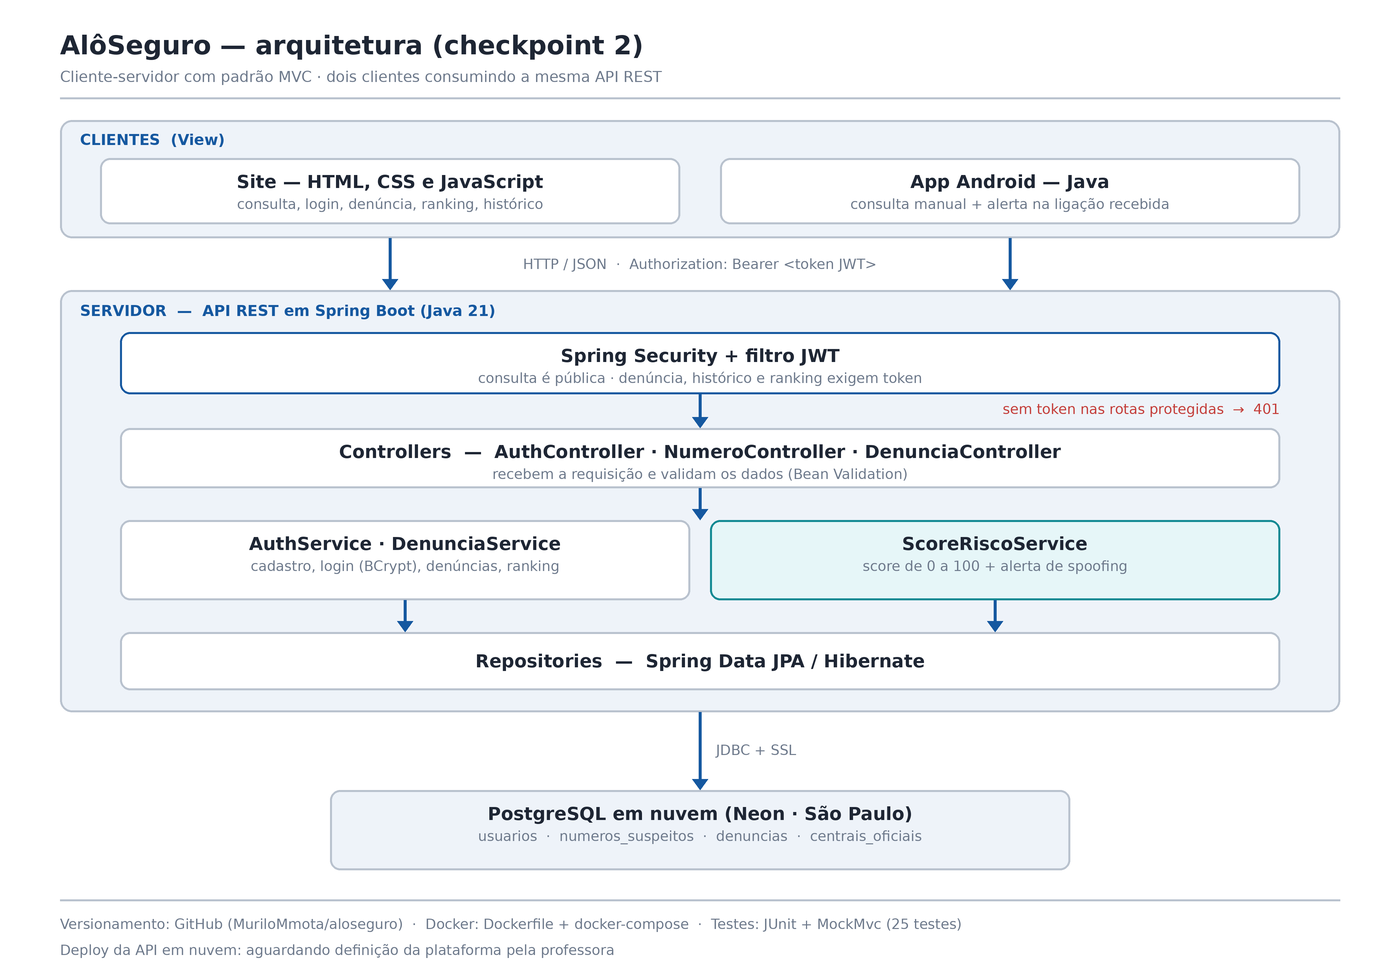 AlôSeguro — arquitetura (checkpoint 2)
Cliente-servidor com padrão MVC · dois clientes consumindo a mesma API REST
CLIENTES (View)
Site — HTML, CSS e JavaScript
consulta, login, denúncia, ranking, histórico
App Android — Java
consulta manual + alerta na ligação recebida
HTTP / JSON · Authorization: Bearer <token JWT>
SERVIDOR — API REST em Spring Boot (Java 21)
Spring Security + filtro JWT
consulta é pública · denúncia, histórico e ranking exigem token
sem token nas rotas protegidas → 401
Controllers — AuthController · NumeroController · DenunciaController
recebem a requisição e validam os dados (Bean Validation)
AuthService · DenunciaService
cadastro, login (BCrypt), denúncias, ranking
ScoreRiscoService
score de 0 a 100 + alerta de spoofing
Repositories — Spring Data JPA / Hibernate
JDBC + SSL
PostgreSQL em nuvem (Neon · São Paulo)
usuarios · numeros_suspeitos · denuncias · centrais_oficiais
Versionamento: GitHub (MuriloMmota/aloseguro) · Docker: Dockerfile + docker-compose · Testes: JUnit + MockMvc (25 testes)
Deploy da API em nuvem: aguardando definição da plataforma pela professora